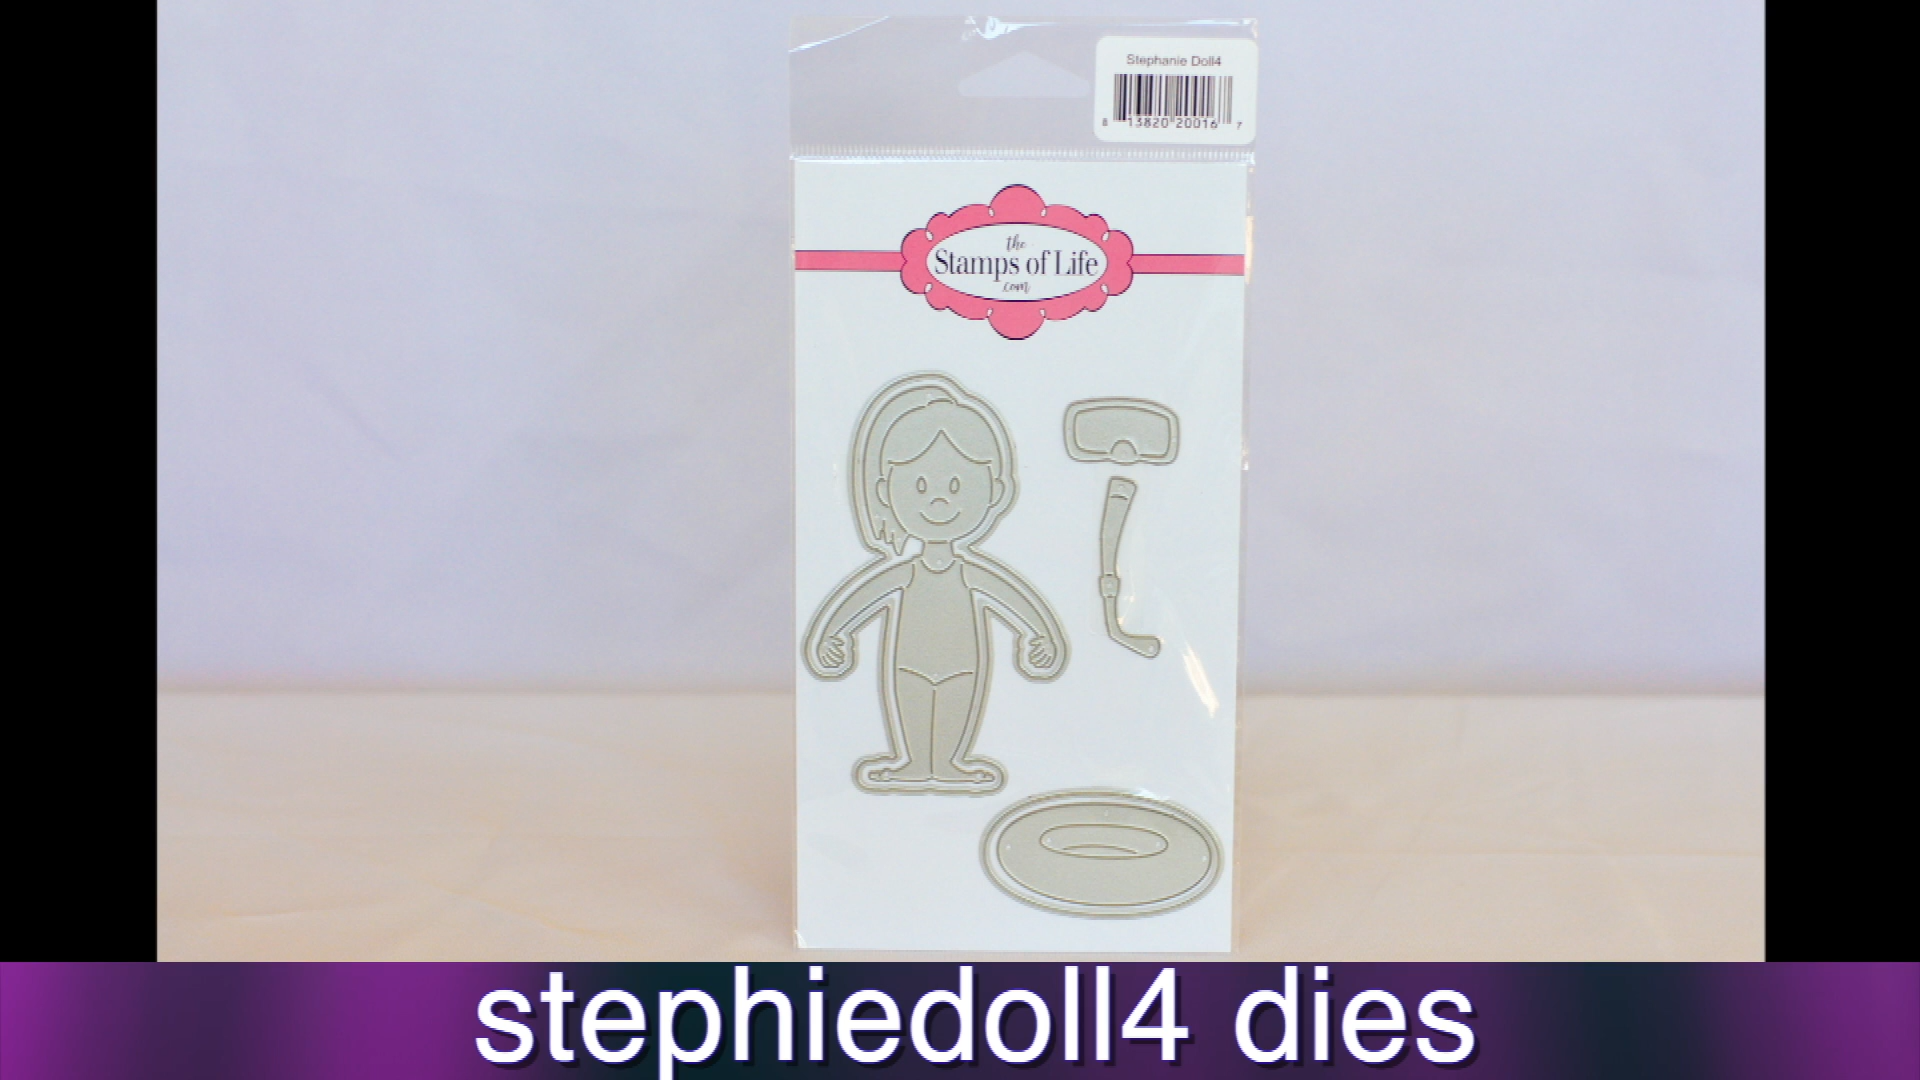 Stephanie Doll4
8 13820 20016 7
the
Stamps of Life
.com
stephiedoll4 dies